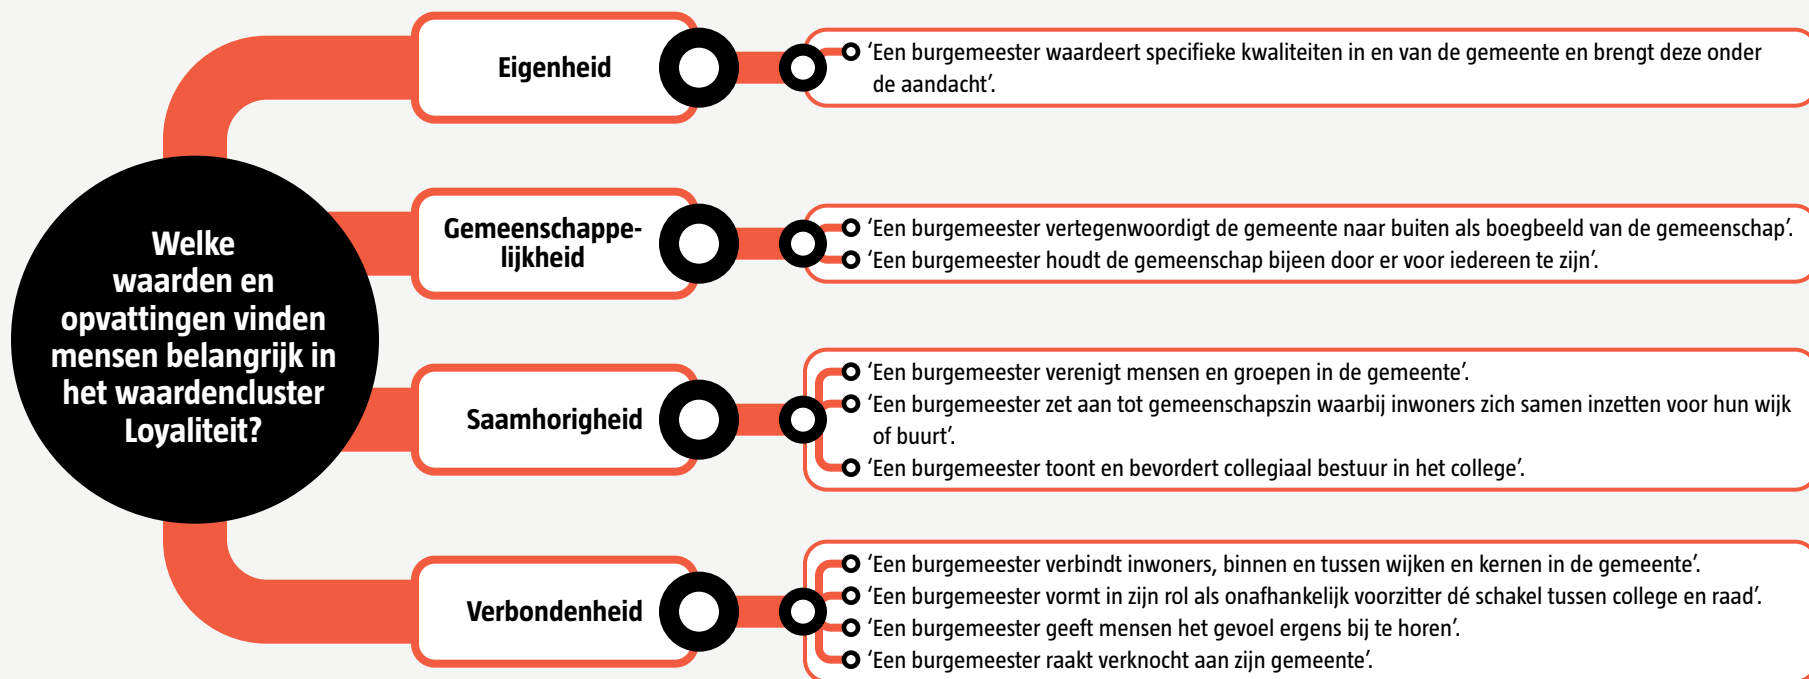 Welke
waarden en
opvattingen vinden
mensen belangrijk in
het waardencluster
Loyaliteit?
Eigenheid
‘Een burgemeester waardeert specifieke kwaliteiten in en van de gemeente en brengt deze onder
de aandacht’.
Gemeenschappe-
lijkheid
‘Een burgemeester vertegenwoordigt de gemeente naar buiten als boegbeeld van de gemeenschap’.
‘Een burgemeester houdt de gemeenschap bijeen door er voor iedereen te zijn’.
Saamhorigheid
‘Een burgemeester verenigt mensen en groepen in de gemeente’.
‘Een burgemeester zet aan tot gemeenschapszin waarbij inwoners zich samen inzetten voor hun wijk
of buurt’.
‘Een burgemeester toont en bevordert collegiaal bestuur in het college’.
Verbondenheid
‘Een burgemeester verbindt inwoners, binnen en tussen wijken en kernen in de gemeente’.
‘Een burgemeester vormt in zijn rol als onafhankelijk voorzitter dé schakel tussen college en raad’.
‘Een burgemeester geeft mensen het gevoel ergens bij te horen’.
‘Een burgemeester raakt verknocht aan zijn gemeente’.